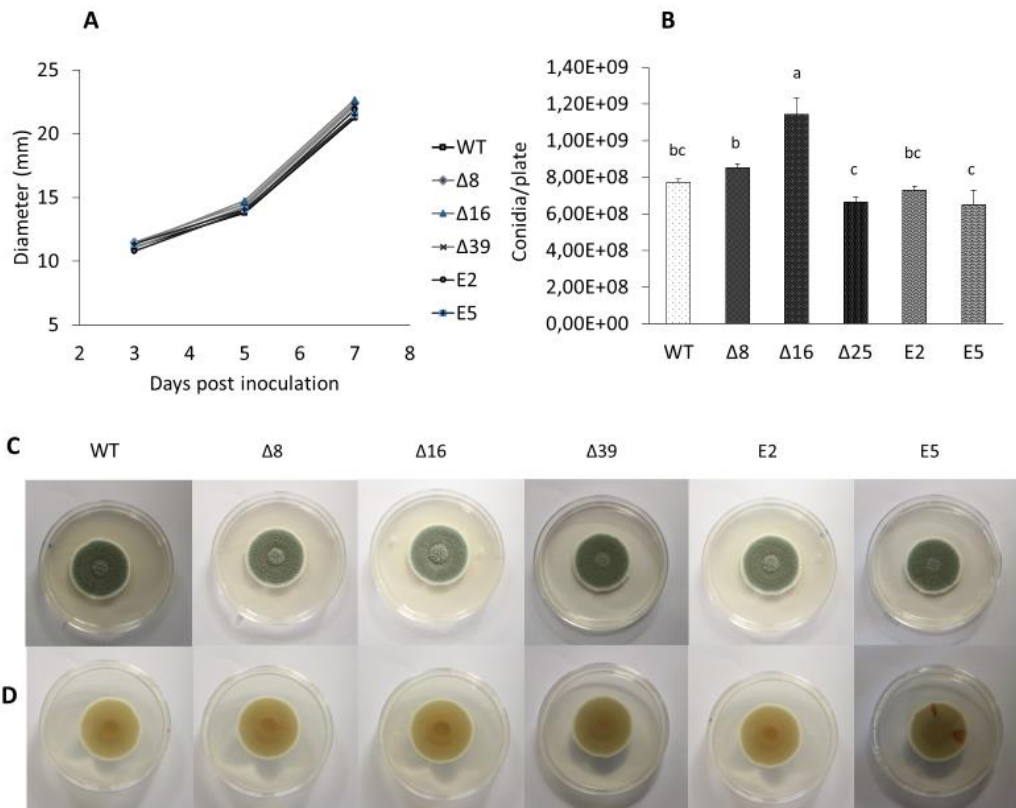 A
25
20
15
10
5
2 3 4 5 6 7 8
Diameter (mm)
Days post inoculation
WT
Δ8
Δ16
Δ39
E2
E5
B
1,40E+09
1,20E+09
1,00E+09
8,00E+08
6,00E+08
4,00E+08
2,00E+08
0,00E+00
Conidia/plate
bc b a c bc c
WT Δ8 Δ16 Δ25 E2 E5
C
WT Δ8 Δ16 Δ39 E2 E5
D